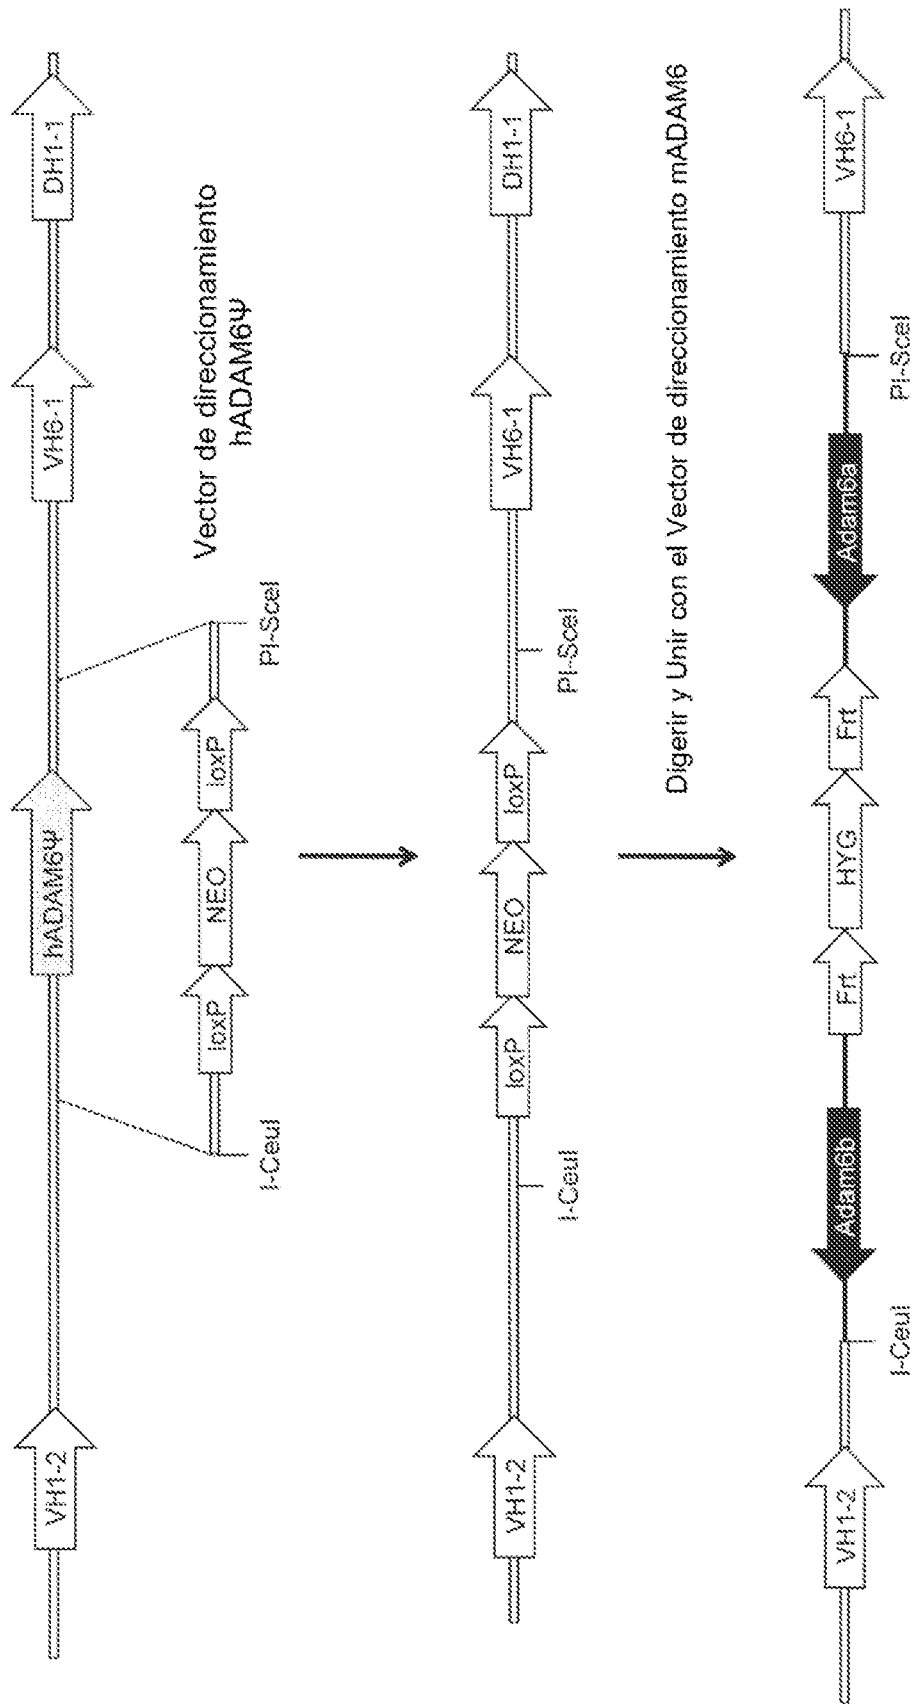 VH1-2
hADAM6Ψ
VH6-1
DH1-1
Vector de direccionamiento
hADAM6Ψ
loxP
NEO
loxP
I-CeuI
PI-SceI
VH1-2
loxP
NEO
loxP
VH6-1
DH1-1
I-CeuI
PI-SceI
Digerir y Unir con el Vector de direccionamiento mADAM6
VH1-2
Adam6b
Frt
HYG
Frt
Adam6a
VH6-1
I-CeuI
PI-SceI